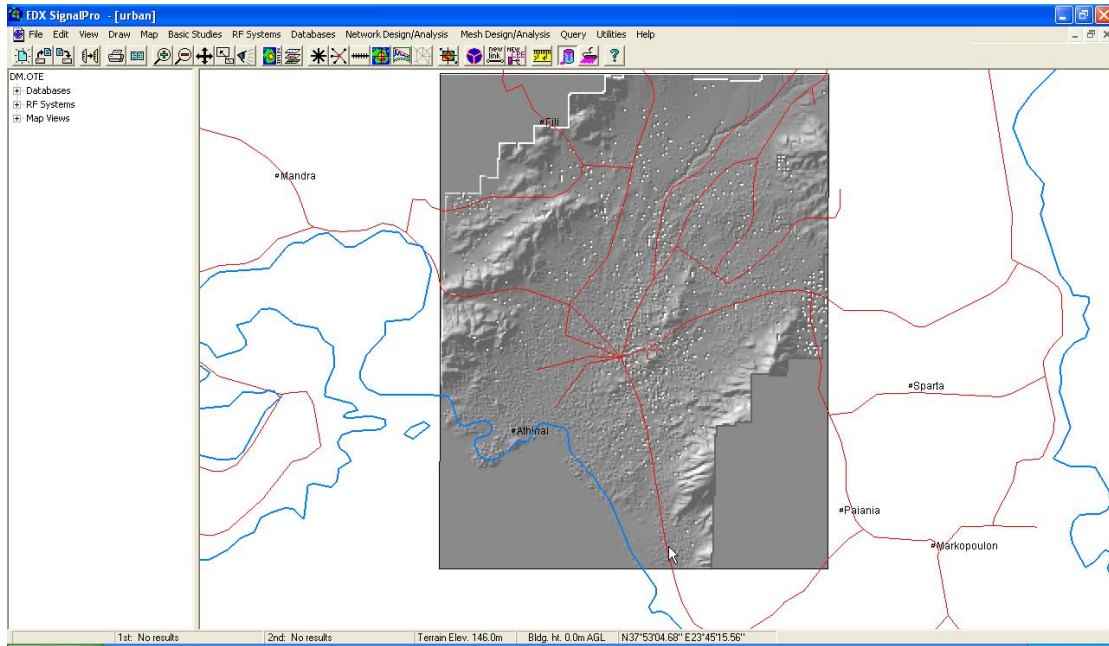 EDX SignalPro - [urban]
File Edit View Draw Map Basic Studies RF Systems Databases Network Design/Analysis Mesh Design/Analysis Query Utilities Help
new link NEW
DM.OTE
Databases
RF Systems
Map Views
Fili
Mandra
Sparta
Athinai
Paiania
Markopoulon
1st: No results 2nd: No results Terrain Elev. 146.0m Bldg. ht. 0.0m AGL N37°53'04.68" E23°45'15.56"